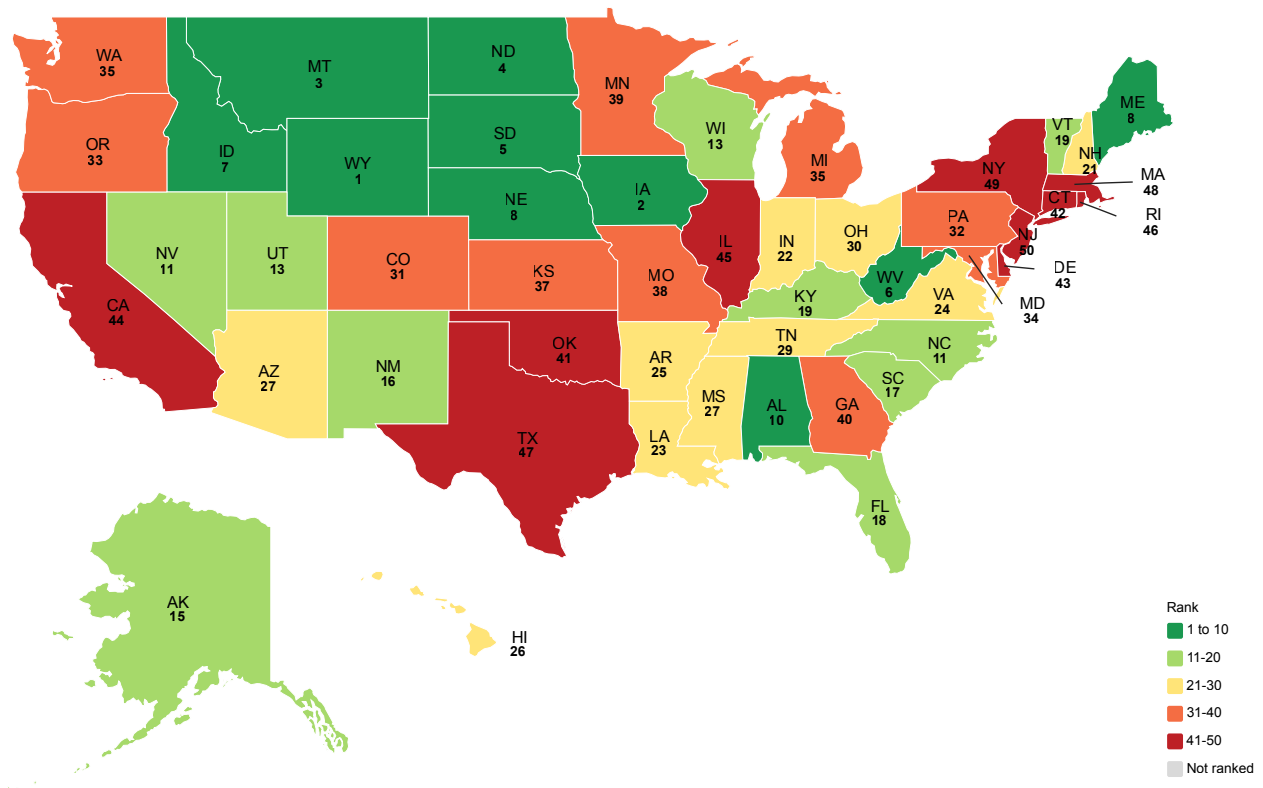 WA
35
MT
3
ND
4
MN
39
OR
33
ID
7
WY
1
SD
5
WI
13
MI
35
NY
49
VT
19
NH
21
ME
8
MA
48
CT
42
RI
46
NE
8
IA
2
NV
11
UT
13
CO
31
KS
37
MO
38
IL
45
IN
22
OH
30
PA
32
NJ
50
DE
43
MD
34
WV
6
VA
24
KY
19
CA
44
AZ
27
NM
16
OK
41
AR
25
TN
29
NC
11
SC
17
TX
47
LA
23
MS
27
AL
10
GA
40
FL
18
AK
15
HI
26
Rank
1 to 10
11-20
21-30
31-40
41-50
Not ranked